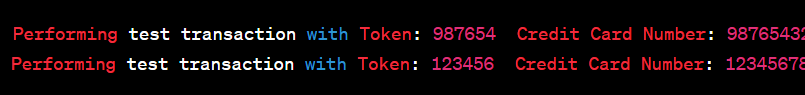 Performing test transaction with Token: 987654 Credit Card Number: 98765432
Performing test transaction with Token: 123456 Credit Card Number: 12345678